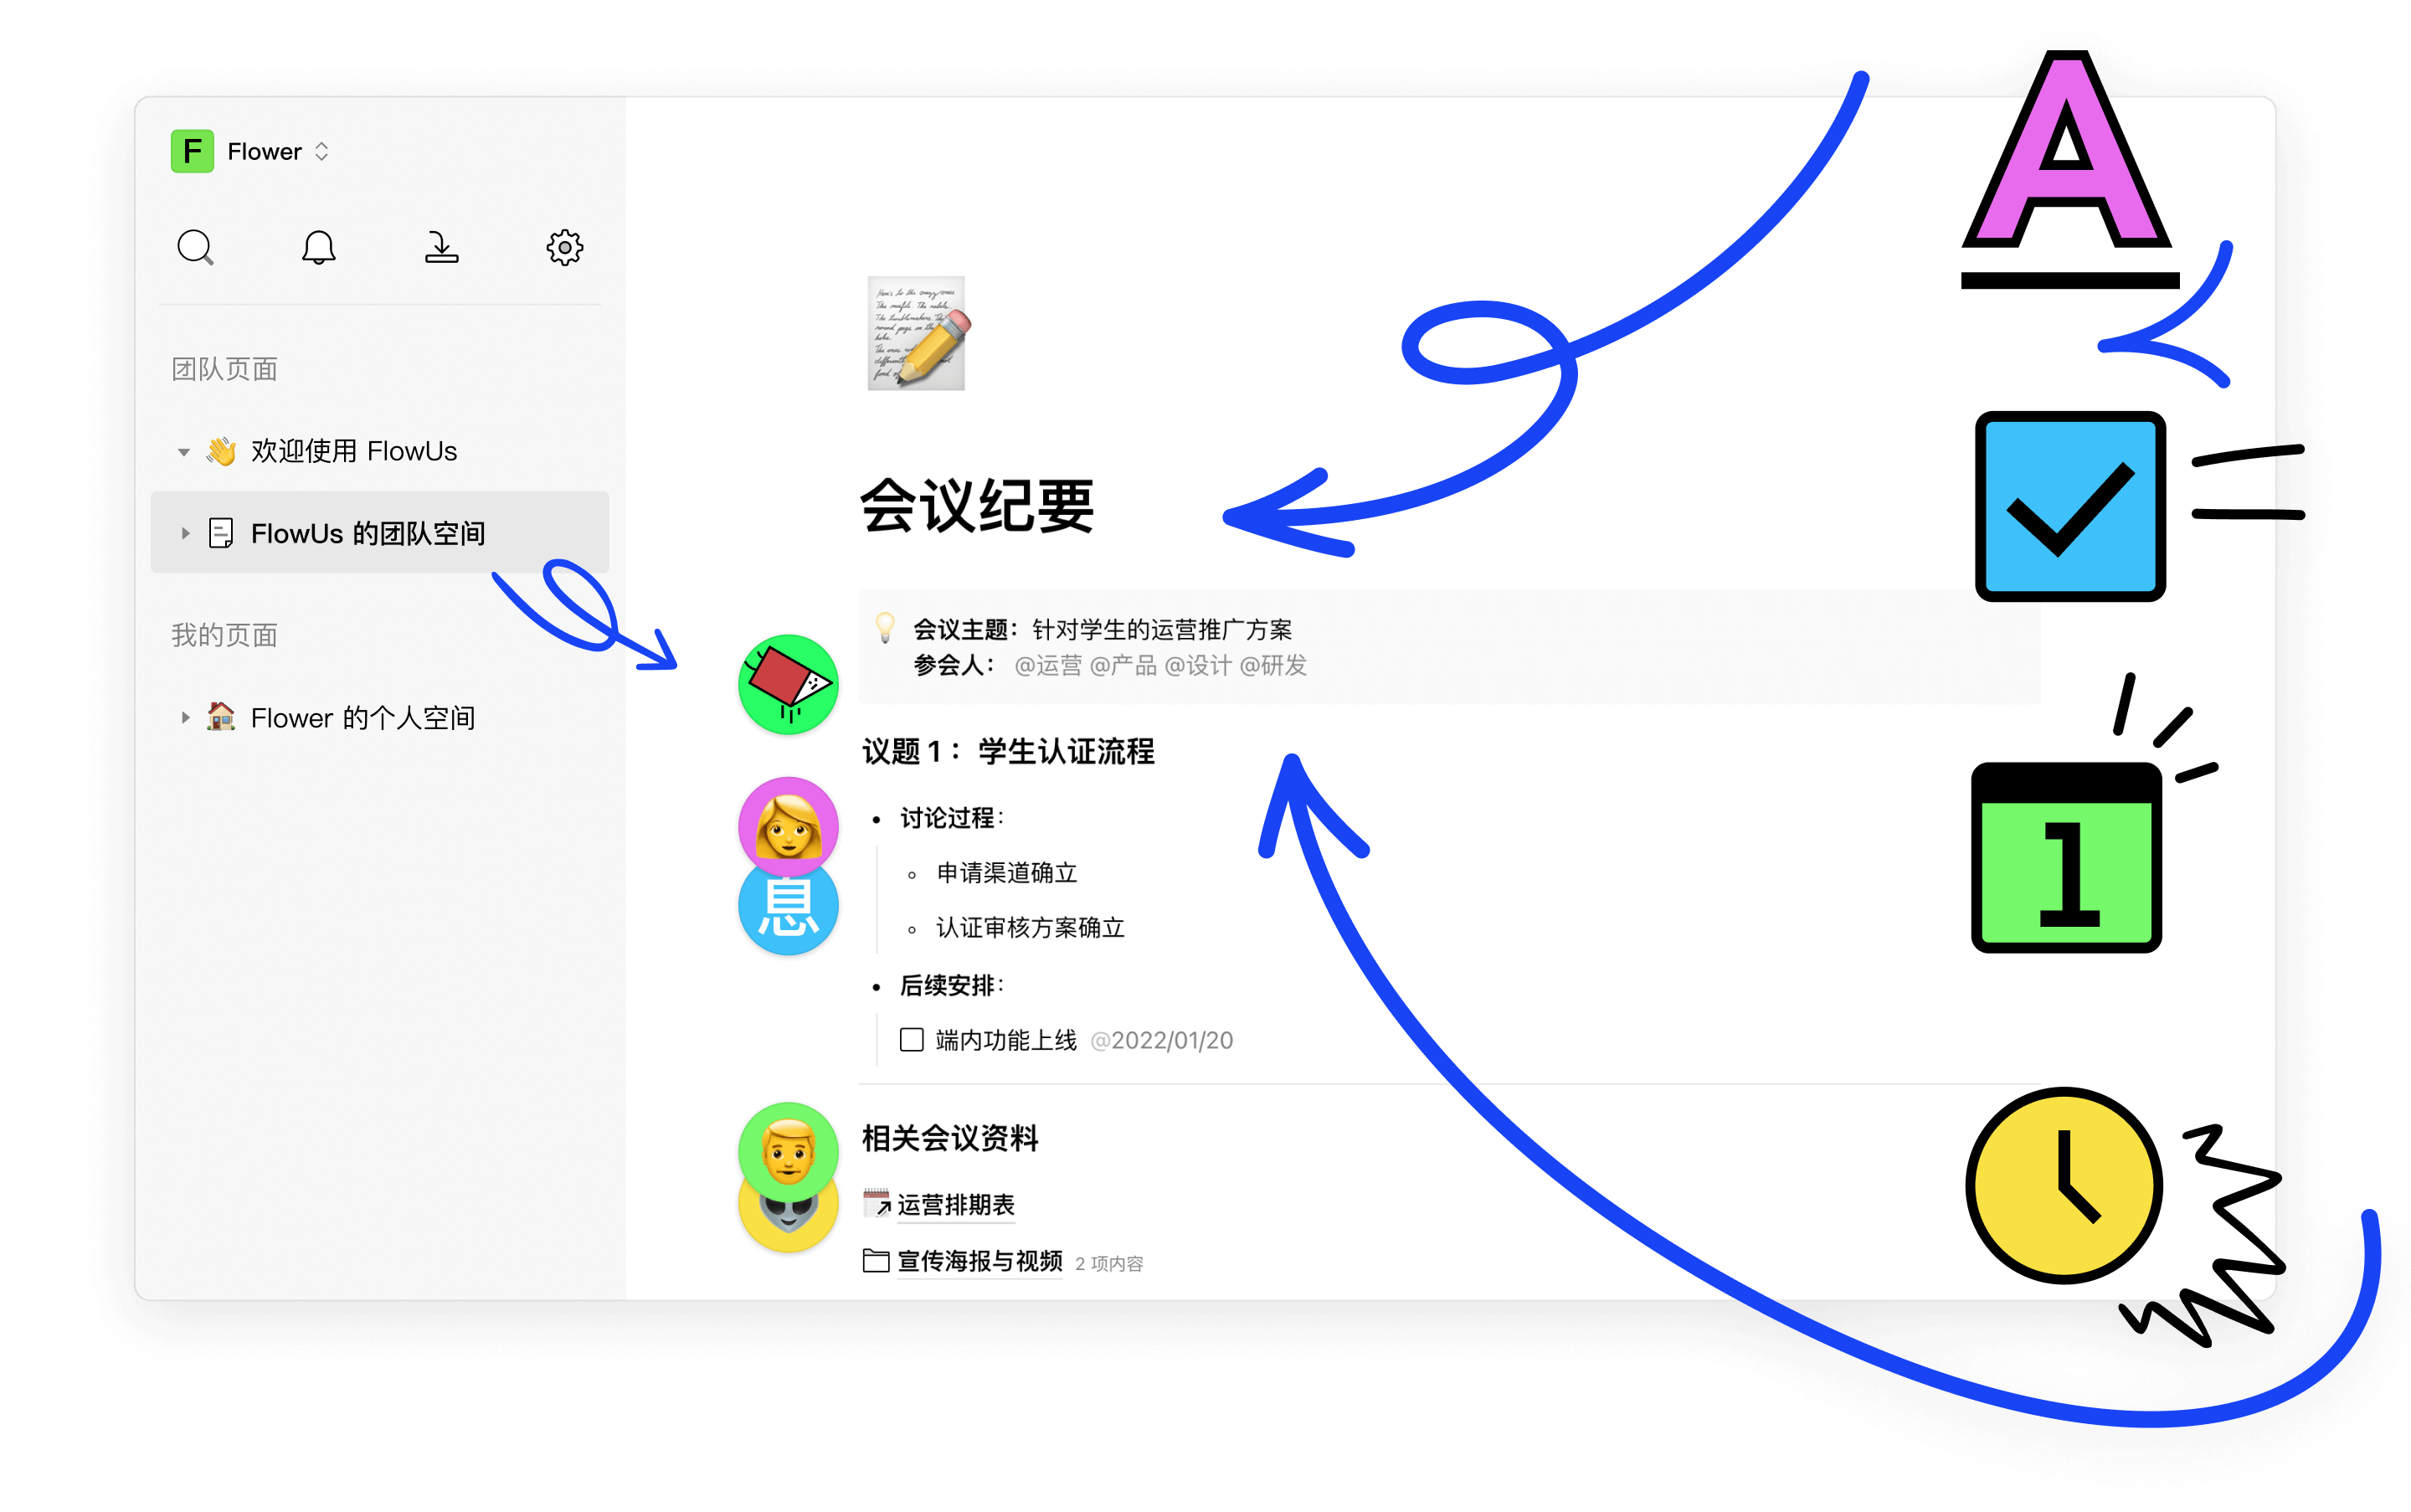 F Flower
团队页面
欢迎使用 FlowUs
FlowUs 的团队空间
我的页面
Flower 的个人空间
A
会议纪要
会议主题：针对学生的运营推广方案
参会人： @运营 @产品 @设计 @研发
议题 1： 学生认证流程
讨论过程：
申请渠道确立
认证审核方案确立
息
后续安排：
端内功能上线 @2022/01/20
相关会议资料
运营排期表
宣传海报与视频 2 项内容
1